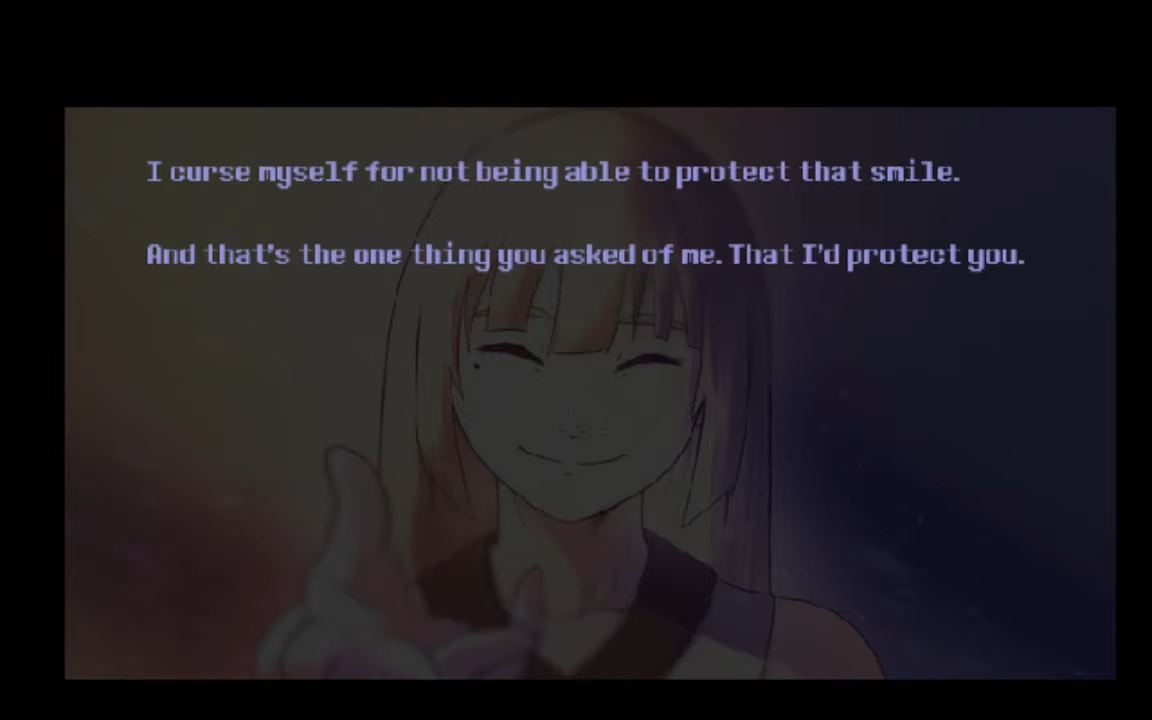 I curse myself for not being able to protect that smile.
And that's the one thing you asked of me. That I'd protect you.